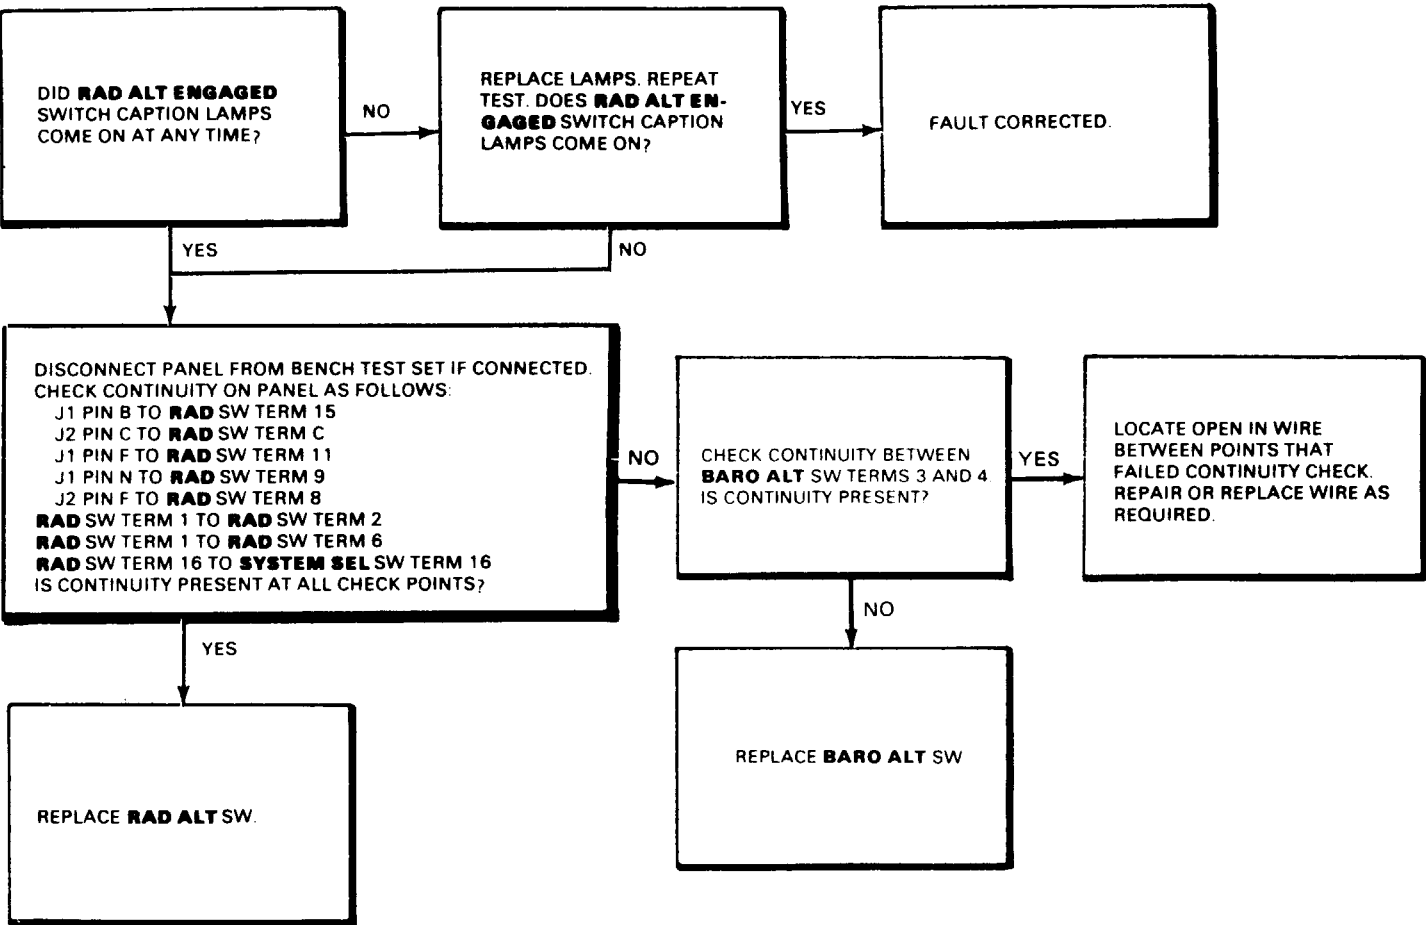 DID RAD ALT ENGAGED
SWITCH CAPTION LAMPS
COME ON AT ANY TIME?
NO
REPLACE LAMPS. REPEAT
TEST. DOES RAD ALT EN-
GAGED SWITCH CAPTION
LAMPS COME ON?
YES
FAULT CORRECTED.
YES
NO
DISCONNECT PANEL FROM BENCH TEST SET IF CONNECTED.
CHECK CONTINUITY ON PANEL AS FOLLOWS:
J1 PIN B TO RAD SW TERM 15
J2 PIN C TO RAD SW TERM C
J1 PIN F TO RAD SW TERM 11
J1 PIN N TO RAD SW TERM 9
J2 PIN F TO RAD SW TERM 8
RAD SW TERM 1 TO RAD SW TERM 2
RAD SW TERM 1 TO RAD SW TERM 6
RAD SW TERM 16 TO SYSTEM SEL SW TERM 16
IS CONTINUITY PRESENT AT ALL CHECK POINTS?
NO
CHECK CONTINUITY BETWEEN
BARO ALT SW TERMS 3 AND 4.
IS CONTINUITY PRESENT?
YES
LOCATE OPEN IN WIRE
BETWEEN POINTS THAT
FAILED CONTINUITY CHECK.
REPAIR OR REPLACE WIRE AS
REQUIRED.
NO
YES
REPLACE BARO ALT SW
REPLACE RAD ALT SW.